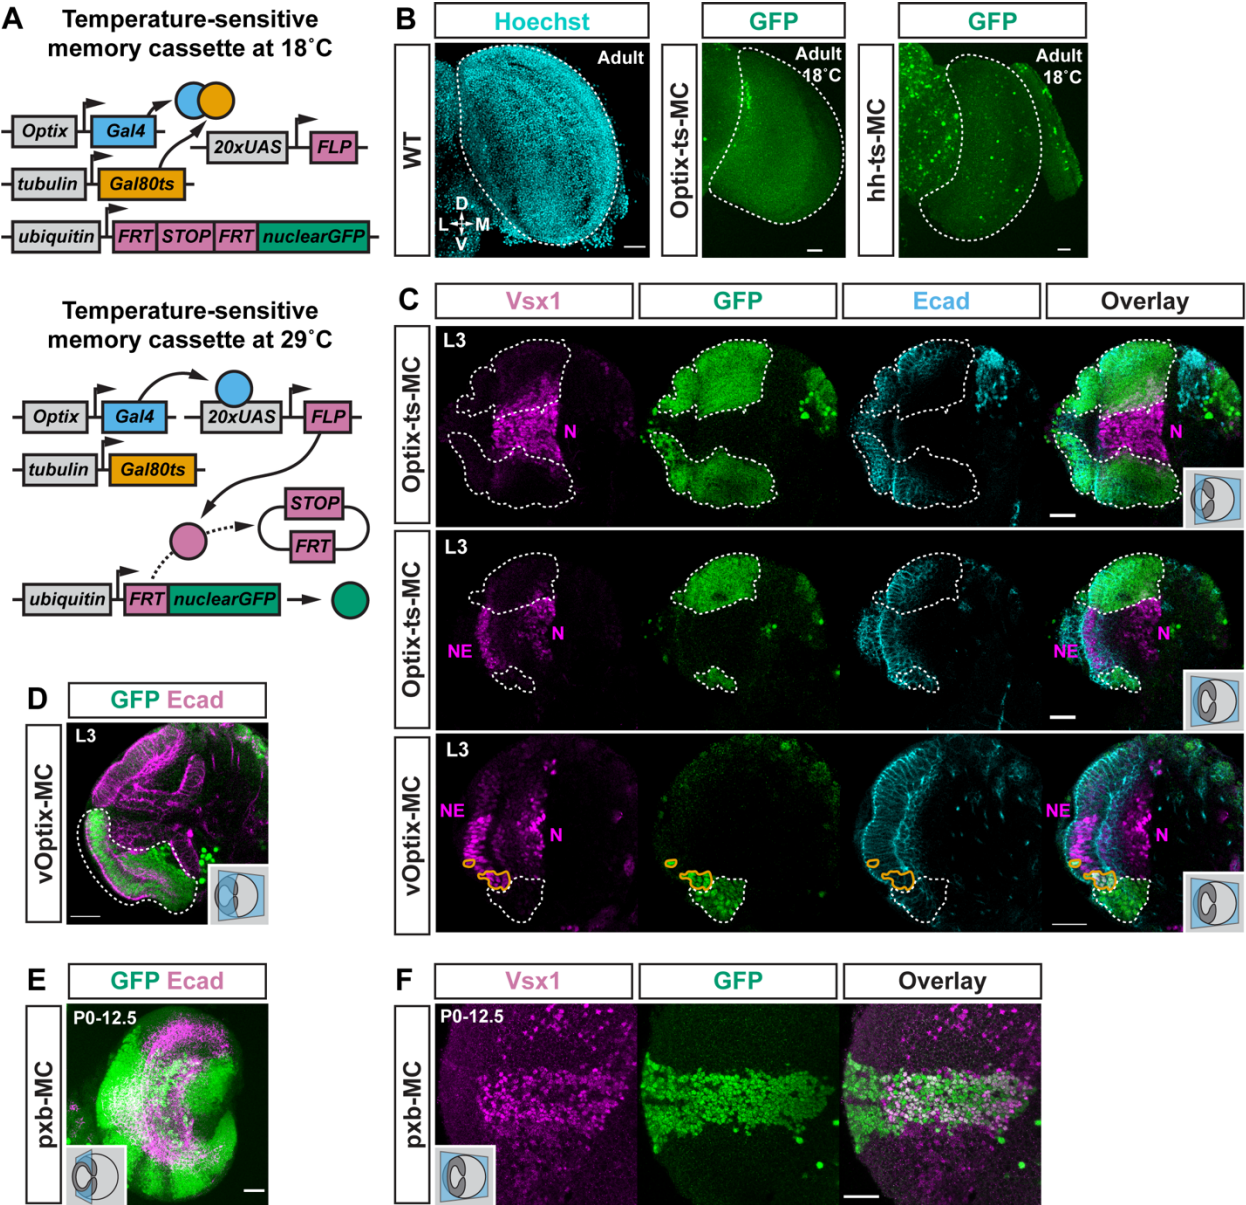 A
Temperature-sensitive
memory cassette at 18˚C
Optix
Gal4
20xUAS
FLP
tubulin
Gal80ts
ubiquitin
FRT
STOP
FRT
nuclearGFP
Temperature-sensitive
memory cassette at 29˚C
Optix
Gal4
20xUAS
FLP
tubulin
Gal80ts
STOP
FRT
ubiquitin
FRT
nuclearGFP
B
Hoechst
GFP
GFP
WT
Adult
D
L
M
V
Optix-ts-MC
Adult
18˚C
hh-ts-MC
Adult
18˚C
C
Vsx1
GFP
Ecad
Overlay
Optix-ts-MC
L3
N
N
Optix-ts-MC
L3
NE
N
NE
N
vOptix-MC
L3
NE
N
NE
N
D
GFP Ecad
vOptix-MC
L3
E
GFP Ecad
pxb-MC
P0-12.5
F
Vsx1
GFP
Overlay
pxb-MC
P0-12.5